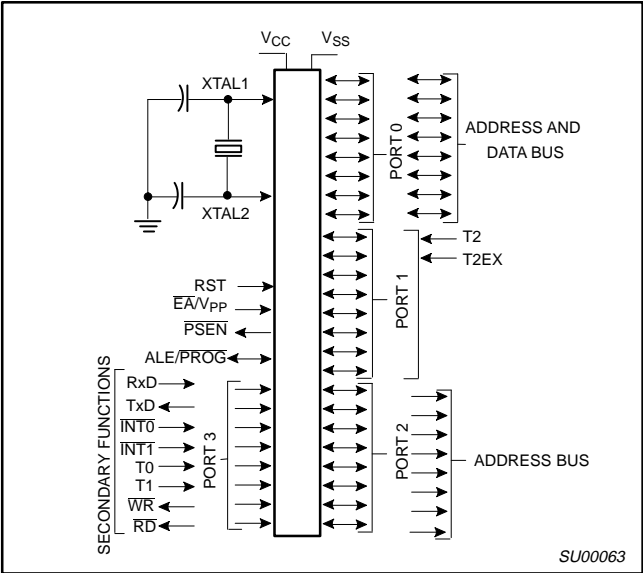 VCC
VSS
XTAL1
XTAL2
PORT 0
ADDRESS AND
DATA BUS
T2
T2EX
PORT 1
RST
EA/VPP
PSEN
ALE/PROG
SECONDARY FUNCTIONS
RxD
TxD
INT0
INT1
T0
T1
WR
RD
PORT 3
PORT 2
ADDRESS BUS
SU00063